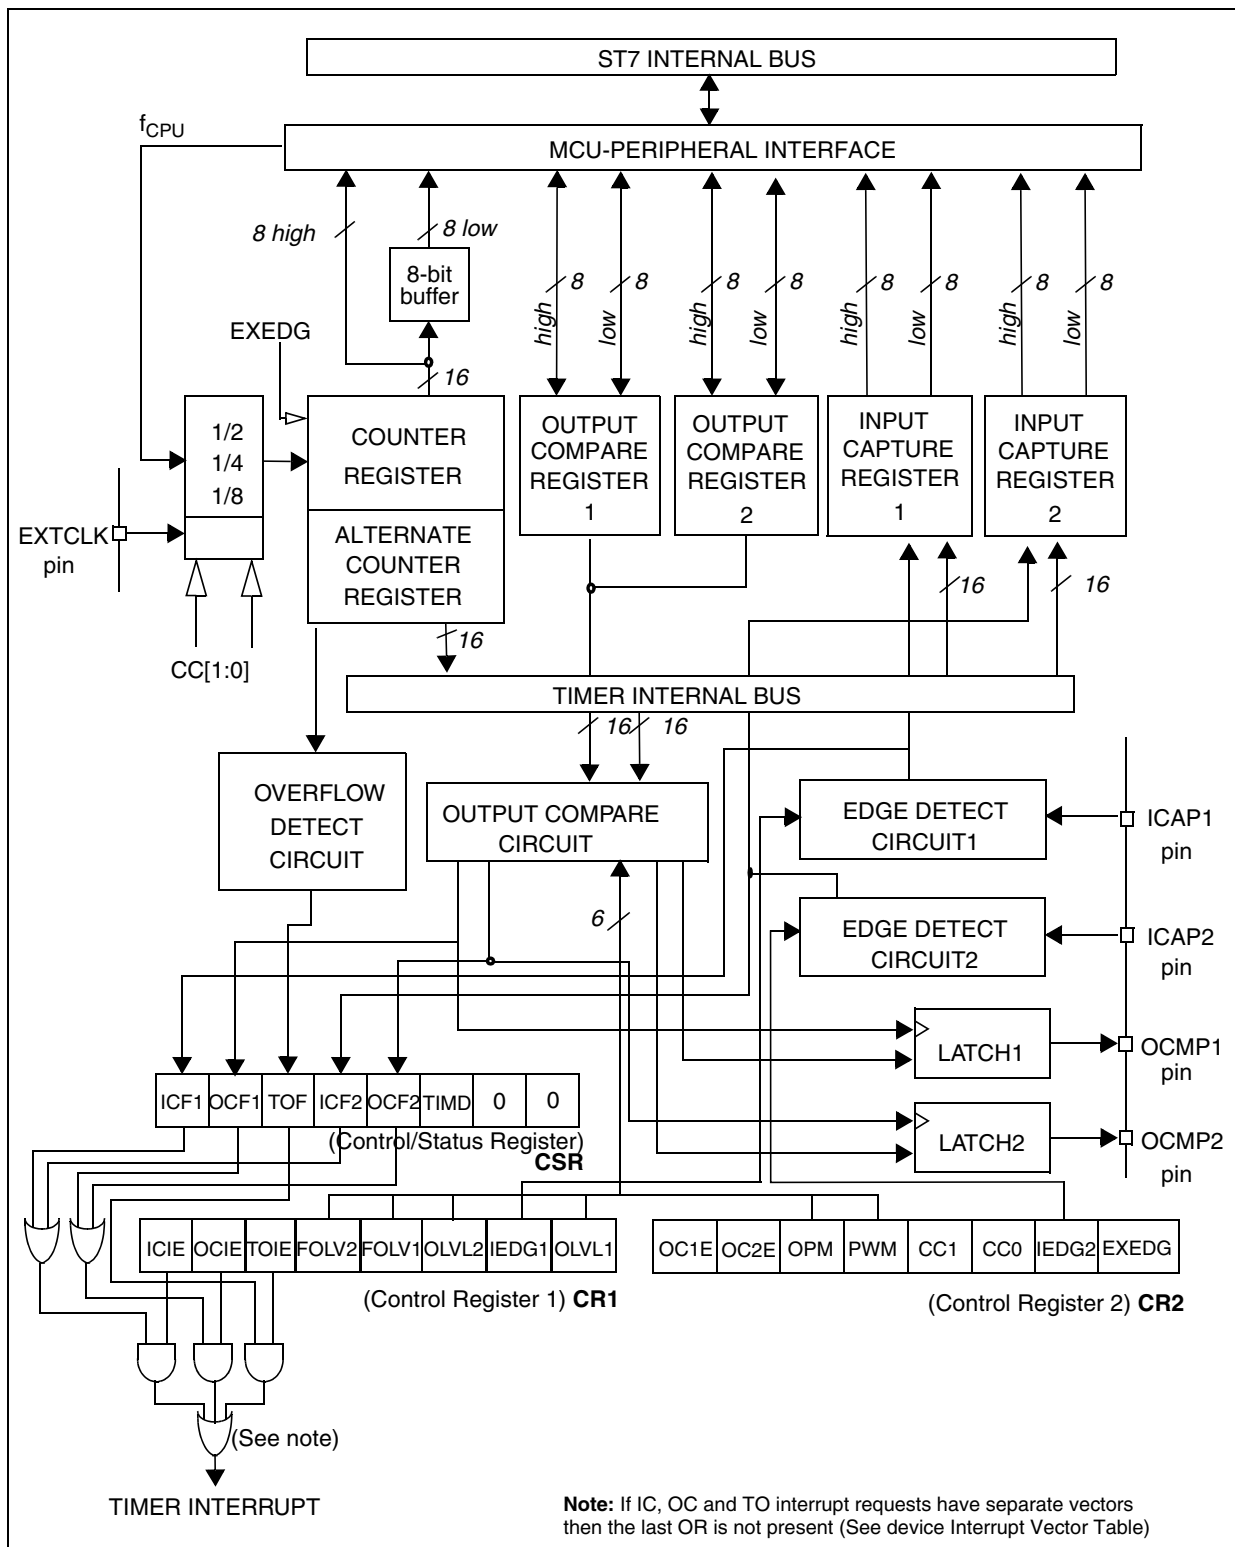 ST7 INTERNAL BUS
fCPU
MCU-PERIPHERAL INTERFACE
8 high
8 low
8-bit
buffer
high
8
low
8
high
8
low
8
high
8
low
8
high
8
low
8
EXEDG
16
1/2
1/4
1/8
COUNTER
REGISTER
ALTERNATE
COUNTER
REGISTER
OUTPUT
COMPARE
REGISTER
1
OUTPUT
COMPARE
REGISTER
2
INPUT
CAPTURE
REGISTER
1
INPUT
CAPTURE
REGISTER
2
EXTCLK
pin
CC[1:0]
16
16
16
TIMER INTERNAL BUS
16
16
OVERFLOW
DETECT
CIRCUIT
OUTPUT COMPARE
CIRCUIT
EDGE DETECT
CIRCUIT1
ICAP1
pin
6
EDGE DETECT
CIRCUIT2
ICAP2
pin
LATCH1
OCMP1
pin
LATCH2
OCMP2
pin
ICF1 OCF1 TOF ICF2 OCF2 TIMD 0 0
(Control/Status Register)
CSR
ICIE OCIE TOIE FOLV2 FOLV1 OLVL2 IEDG1 OLVL1
(Control Register 1) CR1
OC1E OC2E OPM PWM CC1 CC0 IEDG2 EXEDG
(Control Register 2) CR2
(See note)
TIMER INTERRUPT
Note: If IC, OC and TO interrupt requests have separate vectors
then the last OR is not present (See device Interrupt Vector Table)